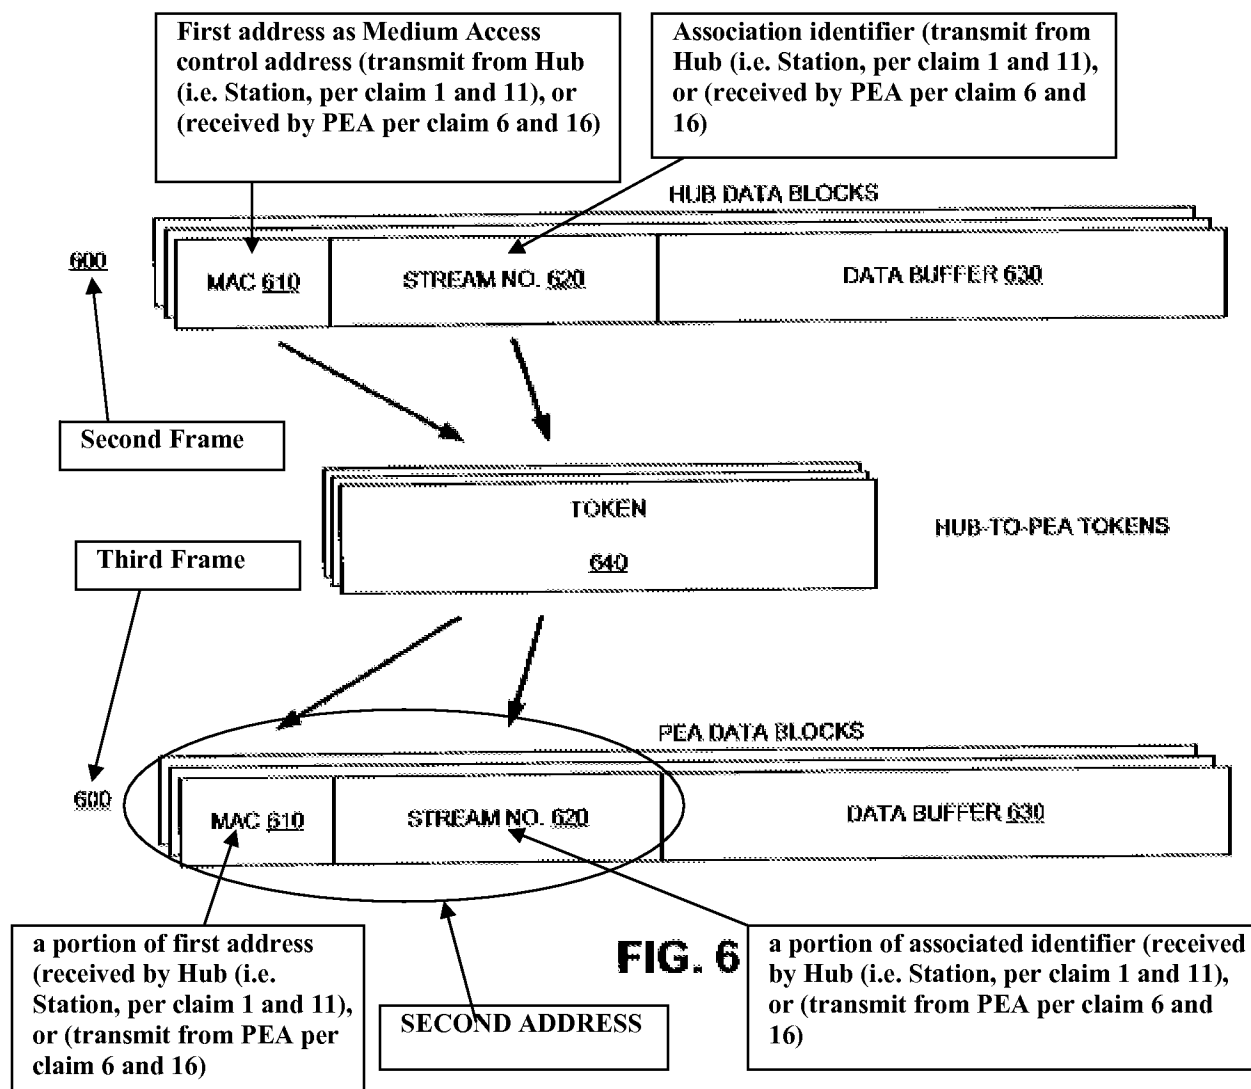 First address as Medium Access
control address (transmit from Hub
(i.e. Station, per claim 1 and 11), or
(received by PEA per claim 6 and 16)
Association identifier (transmit from
Hub (i.e. Station, per claim 1 and 11),
or (received by PEA per claim 6 and
16)
HUB DATA BLOCKS
600
MAC 610
STREAM NO. 620
DATA BUFFER 630
Second Frame
TOKEN
640
HUB-TO-PEA TOKENS
Third Frame
PEA DATA BLOCKS
600
MAC 610
STREAM NO. 620
DATA BUFFER 630
a portion of first address
(received by Hub (i.e.
Station, per claim 1 and 11),
or (transmit from PEA per
claim 6 and 16)
FIG. 6
SECOND ADDRESS
a portion of associated identifier (received
by Hub (i.e. Station, per claim 1 and 11),
or (transmit from PEA per claim 6 and
16)